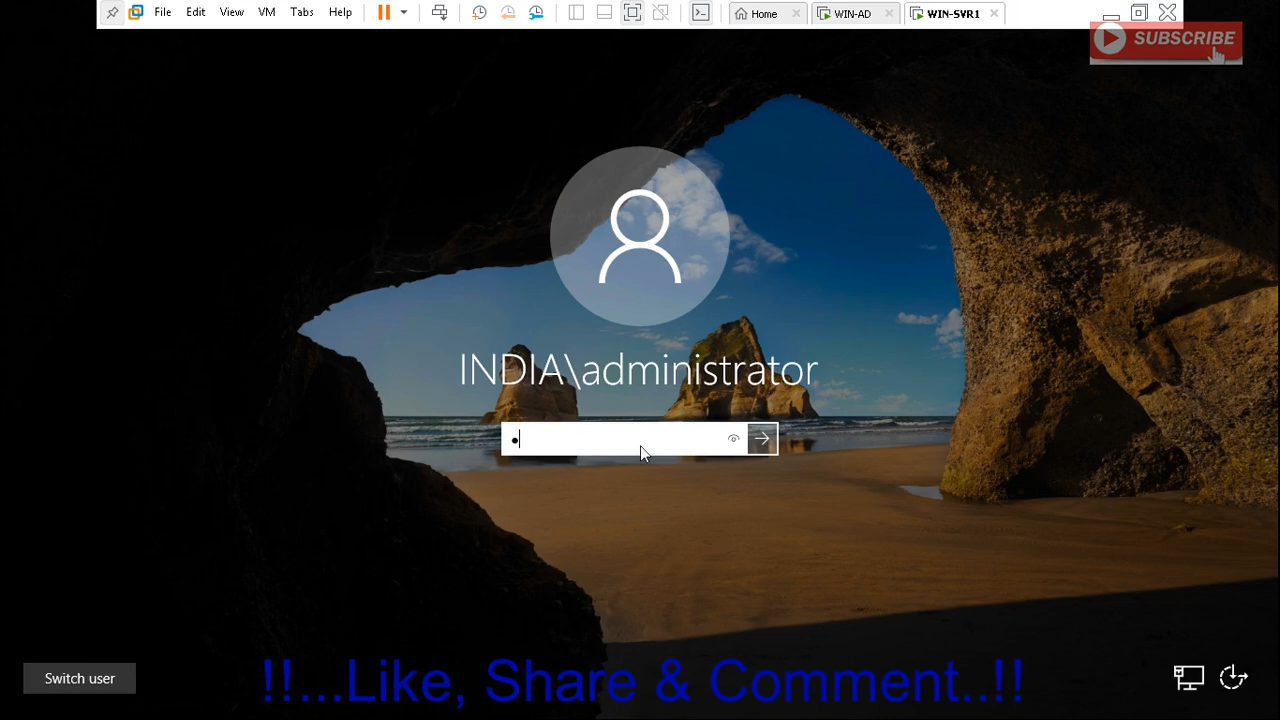 File Edit View VM Tabs Help Home WIN-AD WIN-SVR1
SUBSCRIBE
INDIA\administrator
Switch user
!!...Like, Share & Comment..!!